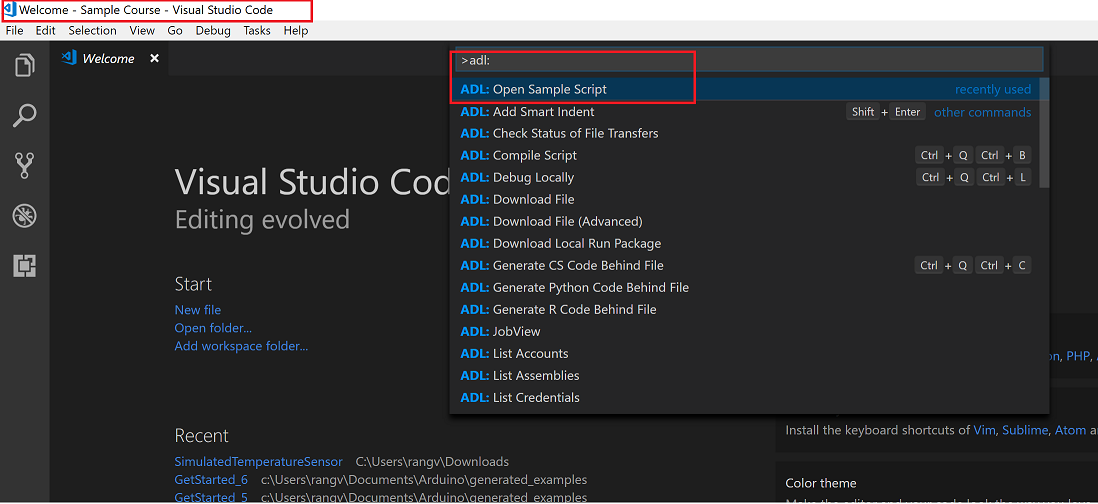 Welcome - Sample Course - Visual Studio Code
File Edit Selection View Go Debug Tasks Help
Welcome ×
>adl:
ADL: Open Sample Script recently used
ADL: Add Smart Indent Shift + Enter other commands
ADL: Check Status of File Transfers
ADL: Compile Script Ctrl + Q Ctrl + B
ADL: Debug Locally Ctrl + Q Ctrl + L
ADL: Download File
ADL: Download File (Advanced)
ADL: Download Local Run Package
ADL: Generate CS Code Behind File Ctrl + Q Ctrl + C
ADL: Generate Python Code Behind File
ADL: Generate R Code Behind File
ADL: JobView
ADL: List Accounts
ADL: List Assemblies
ADL: List Credentials
Visual Studio Cod
Editing evolved
Start
New file
Open folder...
Add workspace folder...
Recent
SimulatedTemperatureSensor C:\Users\rangv\Downloads
GetStarted_6 c:\Users\rangv\Documents\Arduino\generated_examples
GetStarted_5 c:\Users\rangv\Documents\Arduino\generated_examples
on, PHP,
Install the keyboard shortcuts of Vim, Sublime, Atom
Color theme